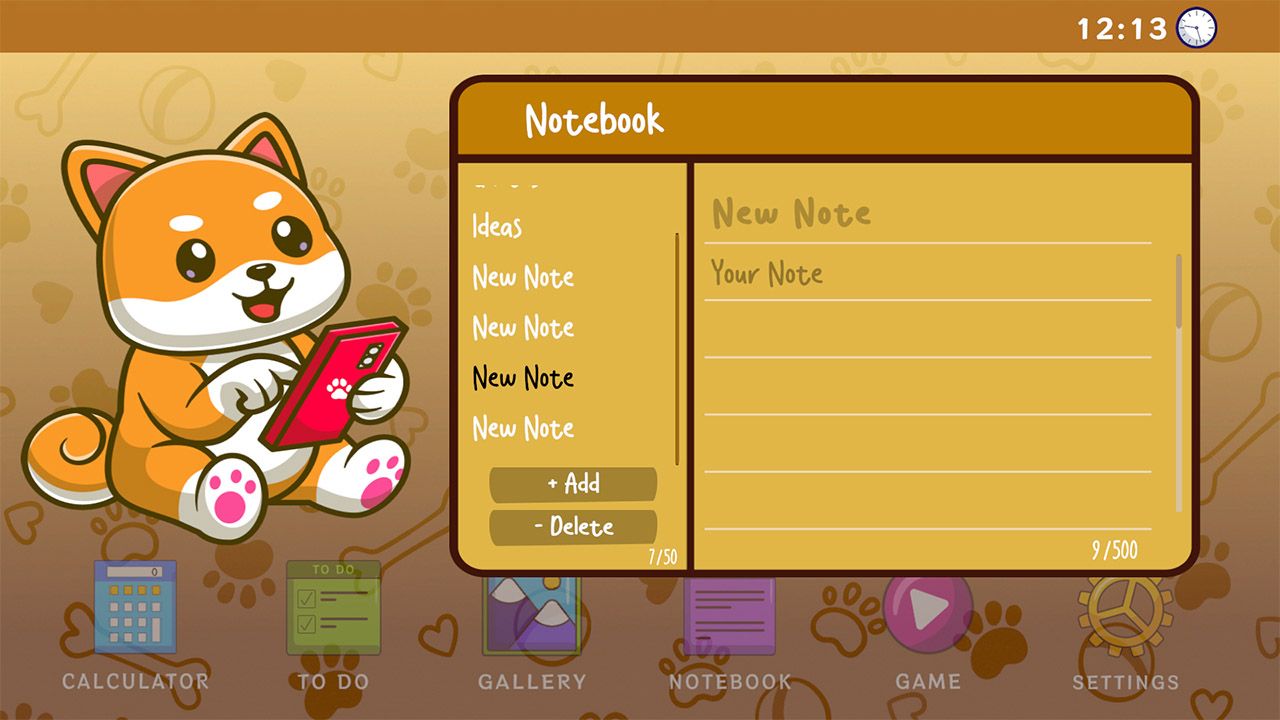 12:13
Notebook
Ideas
New Note
New Note
New Note
New Note
+ Add
- Delete
7/50
New Note
Your Note
9/500
0
TO DO
CALCULATOR
TO DO
GALLERY
NOTEBOOK
GAME
SETTINGS